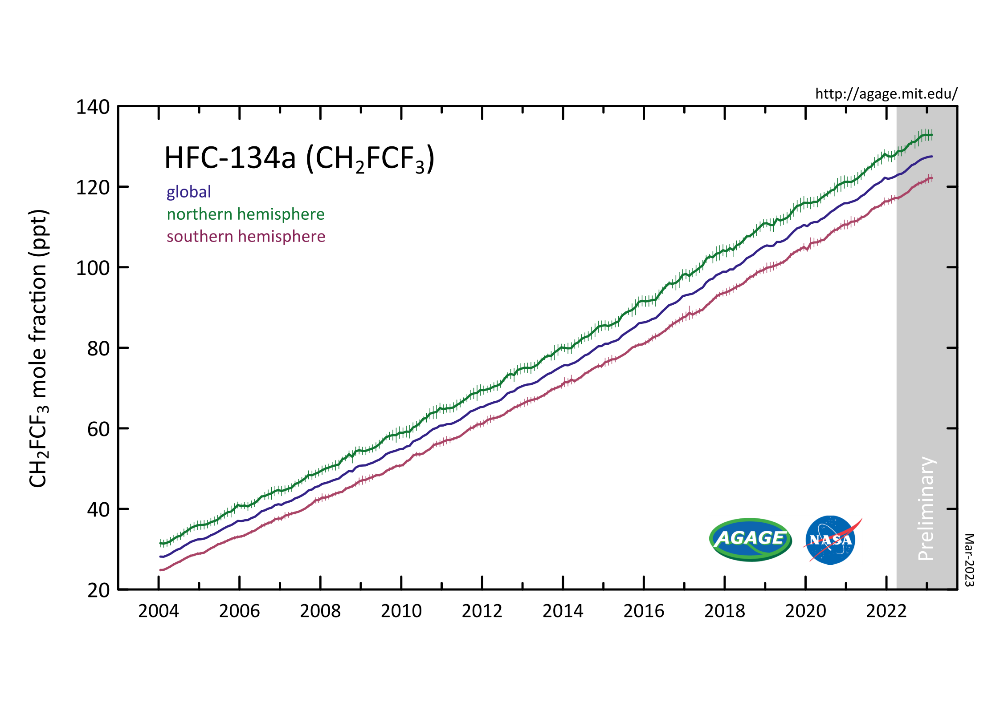 http://agage.mit.edu/
140
120
100
80
60
40
20
CH₂FCF₃ mole fraction (ppt)
HFC-134a (CH₂FCF₃)
global
northern hemisphere
southern hemisphere
AGAGE
NASA
Preliminary
Mar-2023
2004 2006 2008 2010 2012 2014 2016 2018 2020 2022